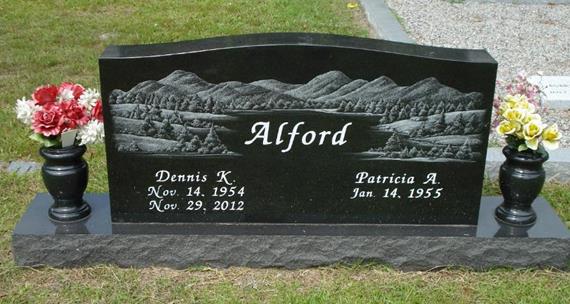 Alford
Dennis K.
Nov. 14. 1954
Nov. 29. 2012
Patricia A.
Jan. 14. 1955